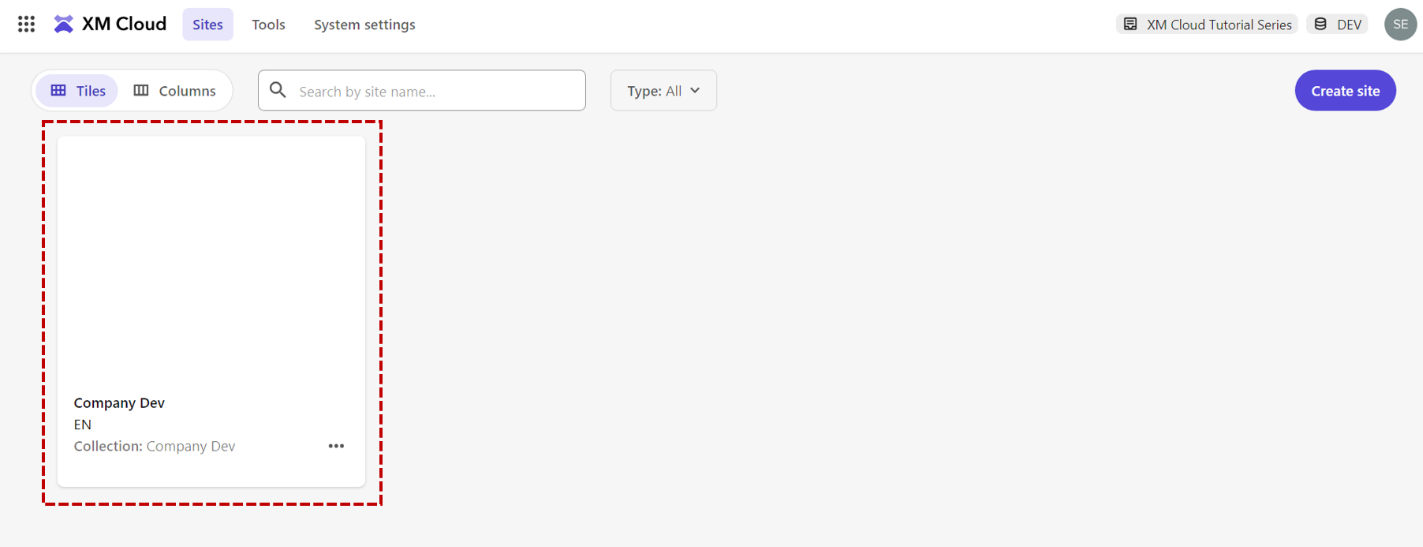 XM Cloud Sites Tools System settings XM Cloud Tutorial Series DEV SE
Tiles Columns Search by site name... Type: All Create site
Company Dev
EN
Collection: Company Dev